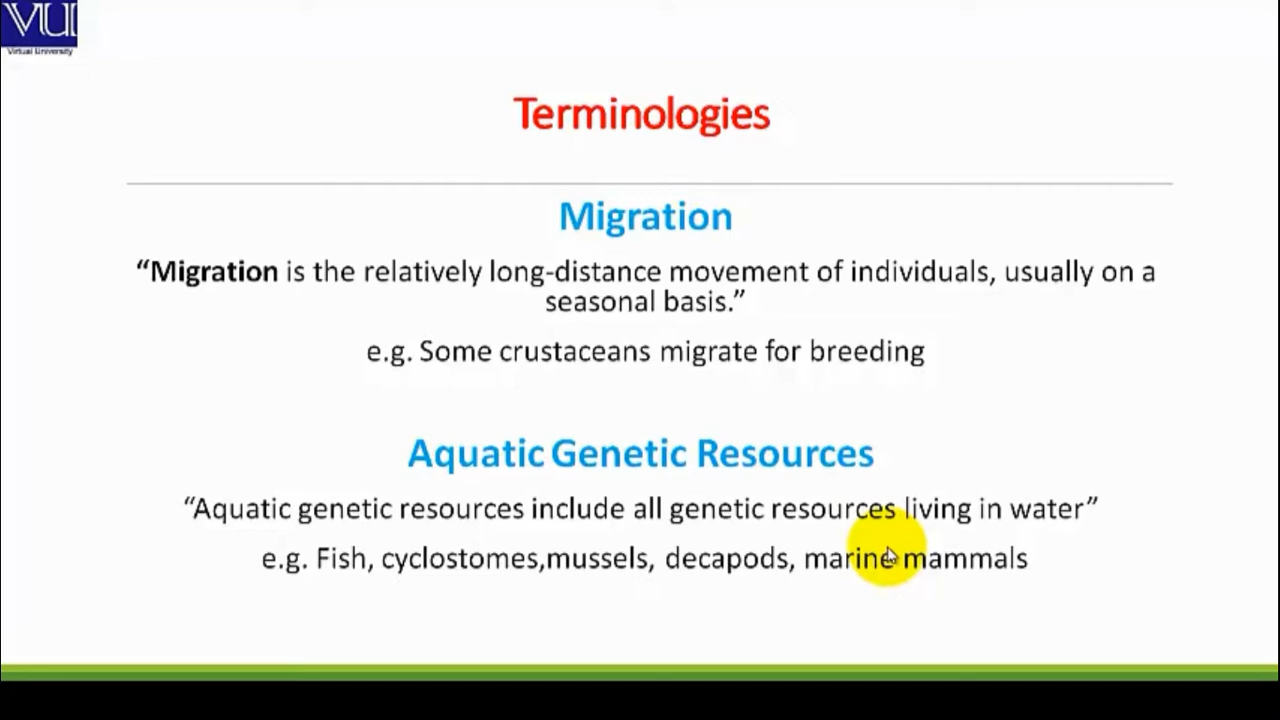 VU
Virtual University
Terminologies
Migration
“Migration is the relatively long-distance movement of individuals, usually on a
seasonal basis.”
e.g. Some crustaceans migrate for breeding
Aquatic Genetic Resources
“Aquatic genetic resources include all genetic resources living in water”
e.g. Fish, cyclostomes,mussels, decapods, marine mammals